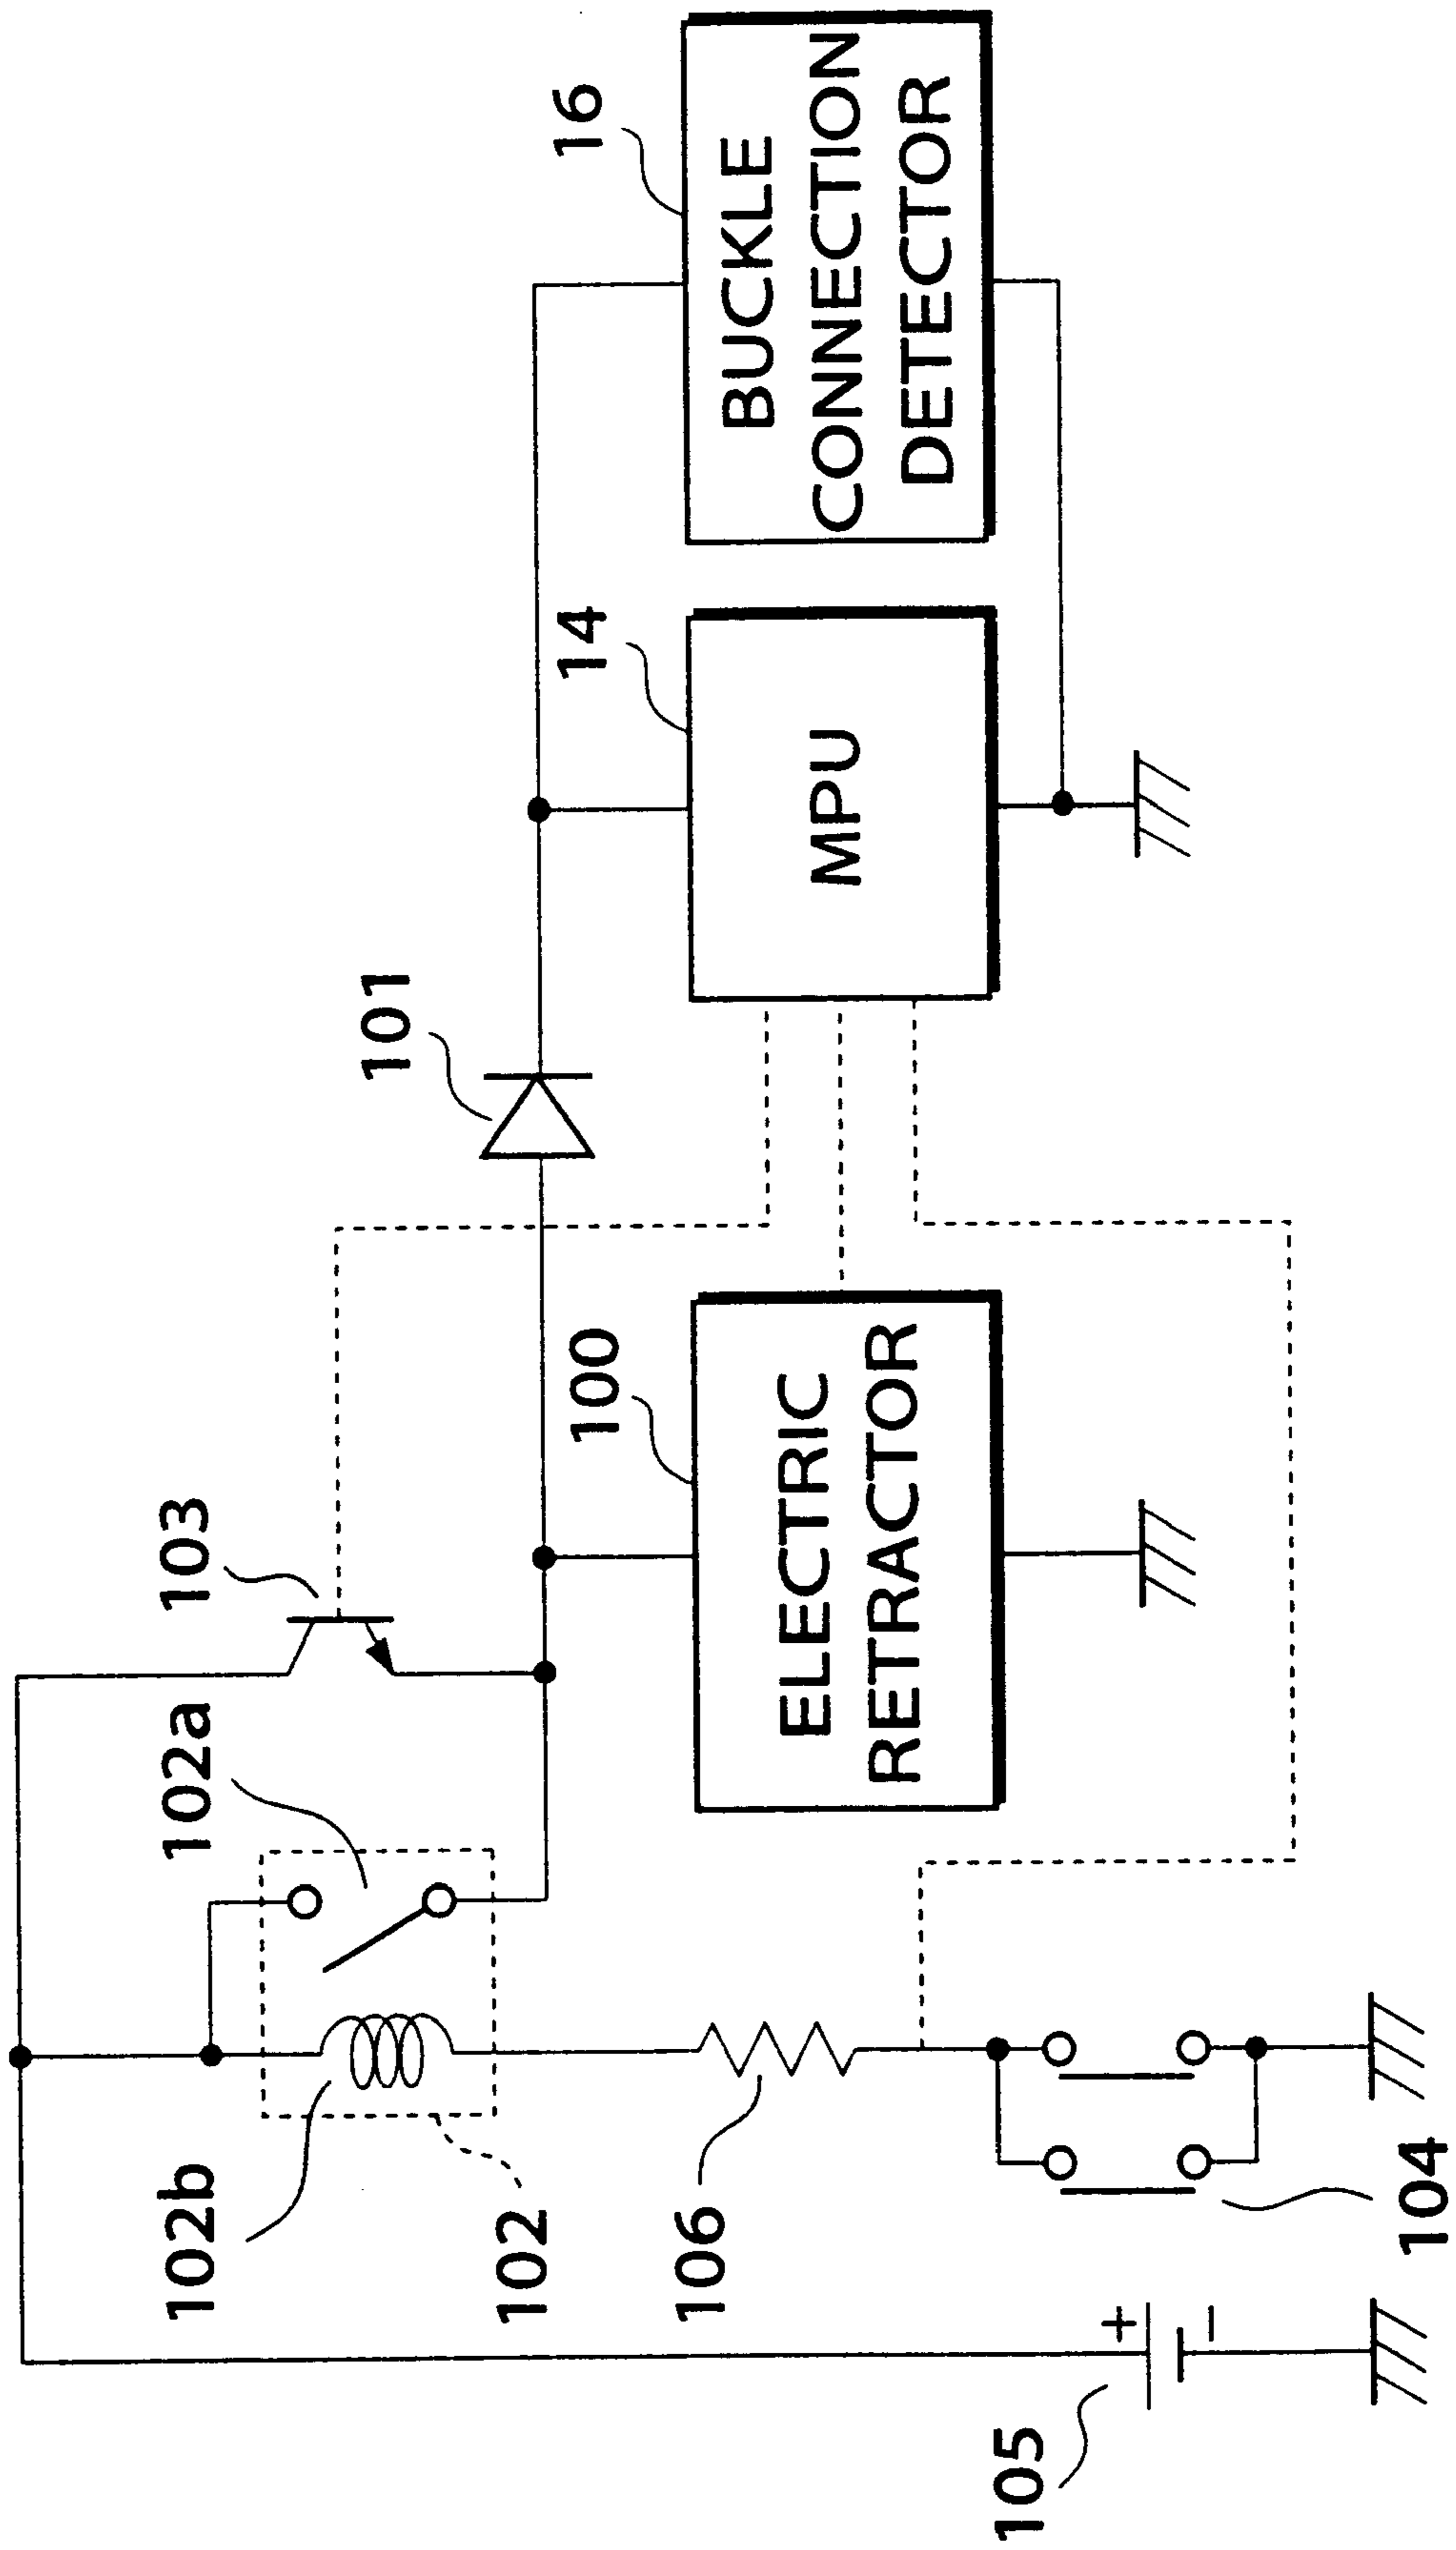 103
102a
102b
102
101
16
14
100
BUCKLE
CONNECTION
DETECTOR
MPU
ELECTRIC
RETRACTOR
106
105
+
−
104